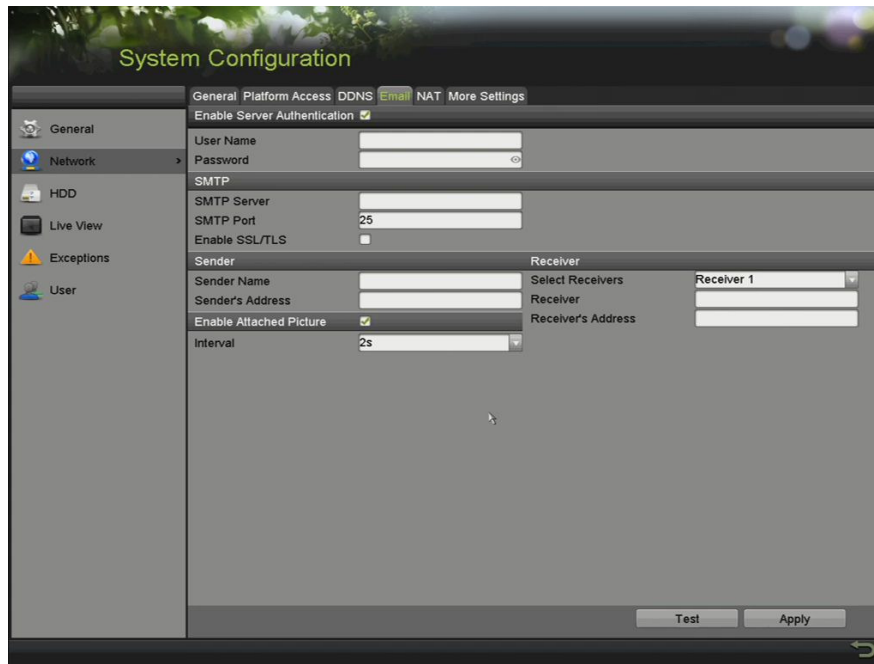 System Configuration
General Platform Access DDNS Email NAT More Settings
General
Network
HDD
Live View
Exceptions
User
Enable Server Authentication
User Name
Password
SMTP
SMTP Server
SMTP Port 25
Enable SSL/TLS
Sender
Sender Name
Sender's Address
Enable Attached Picture
Interval 2s
Receiver
Select Receivers Receiver 1
Receiver
Receiver's Address
Test Apply